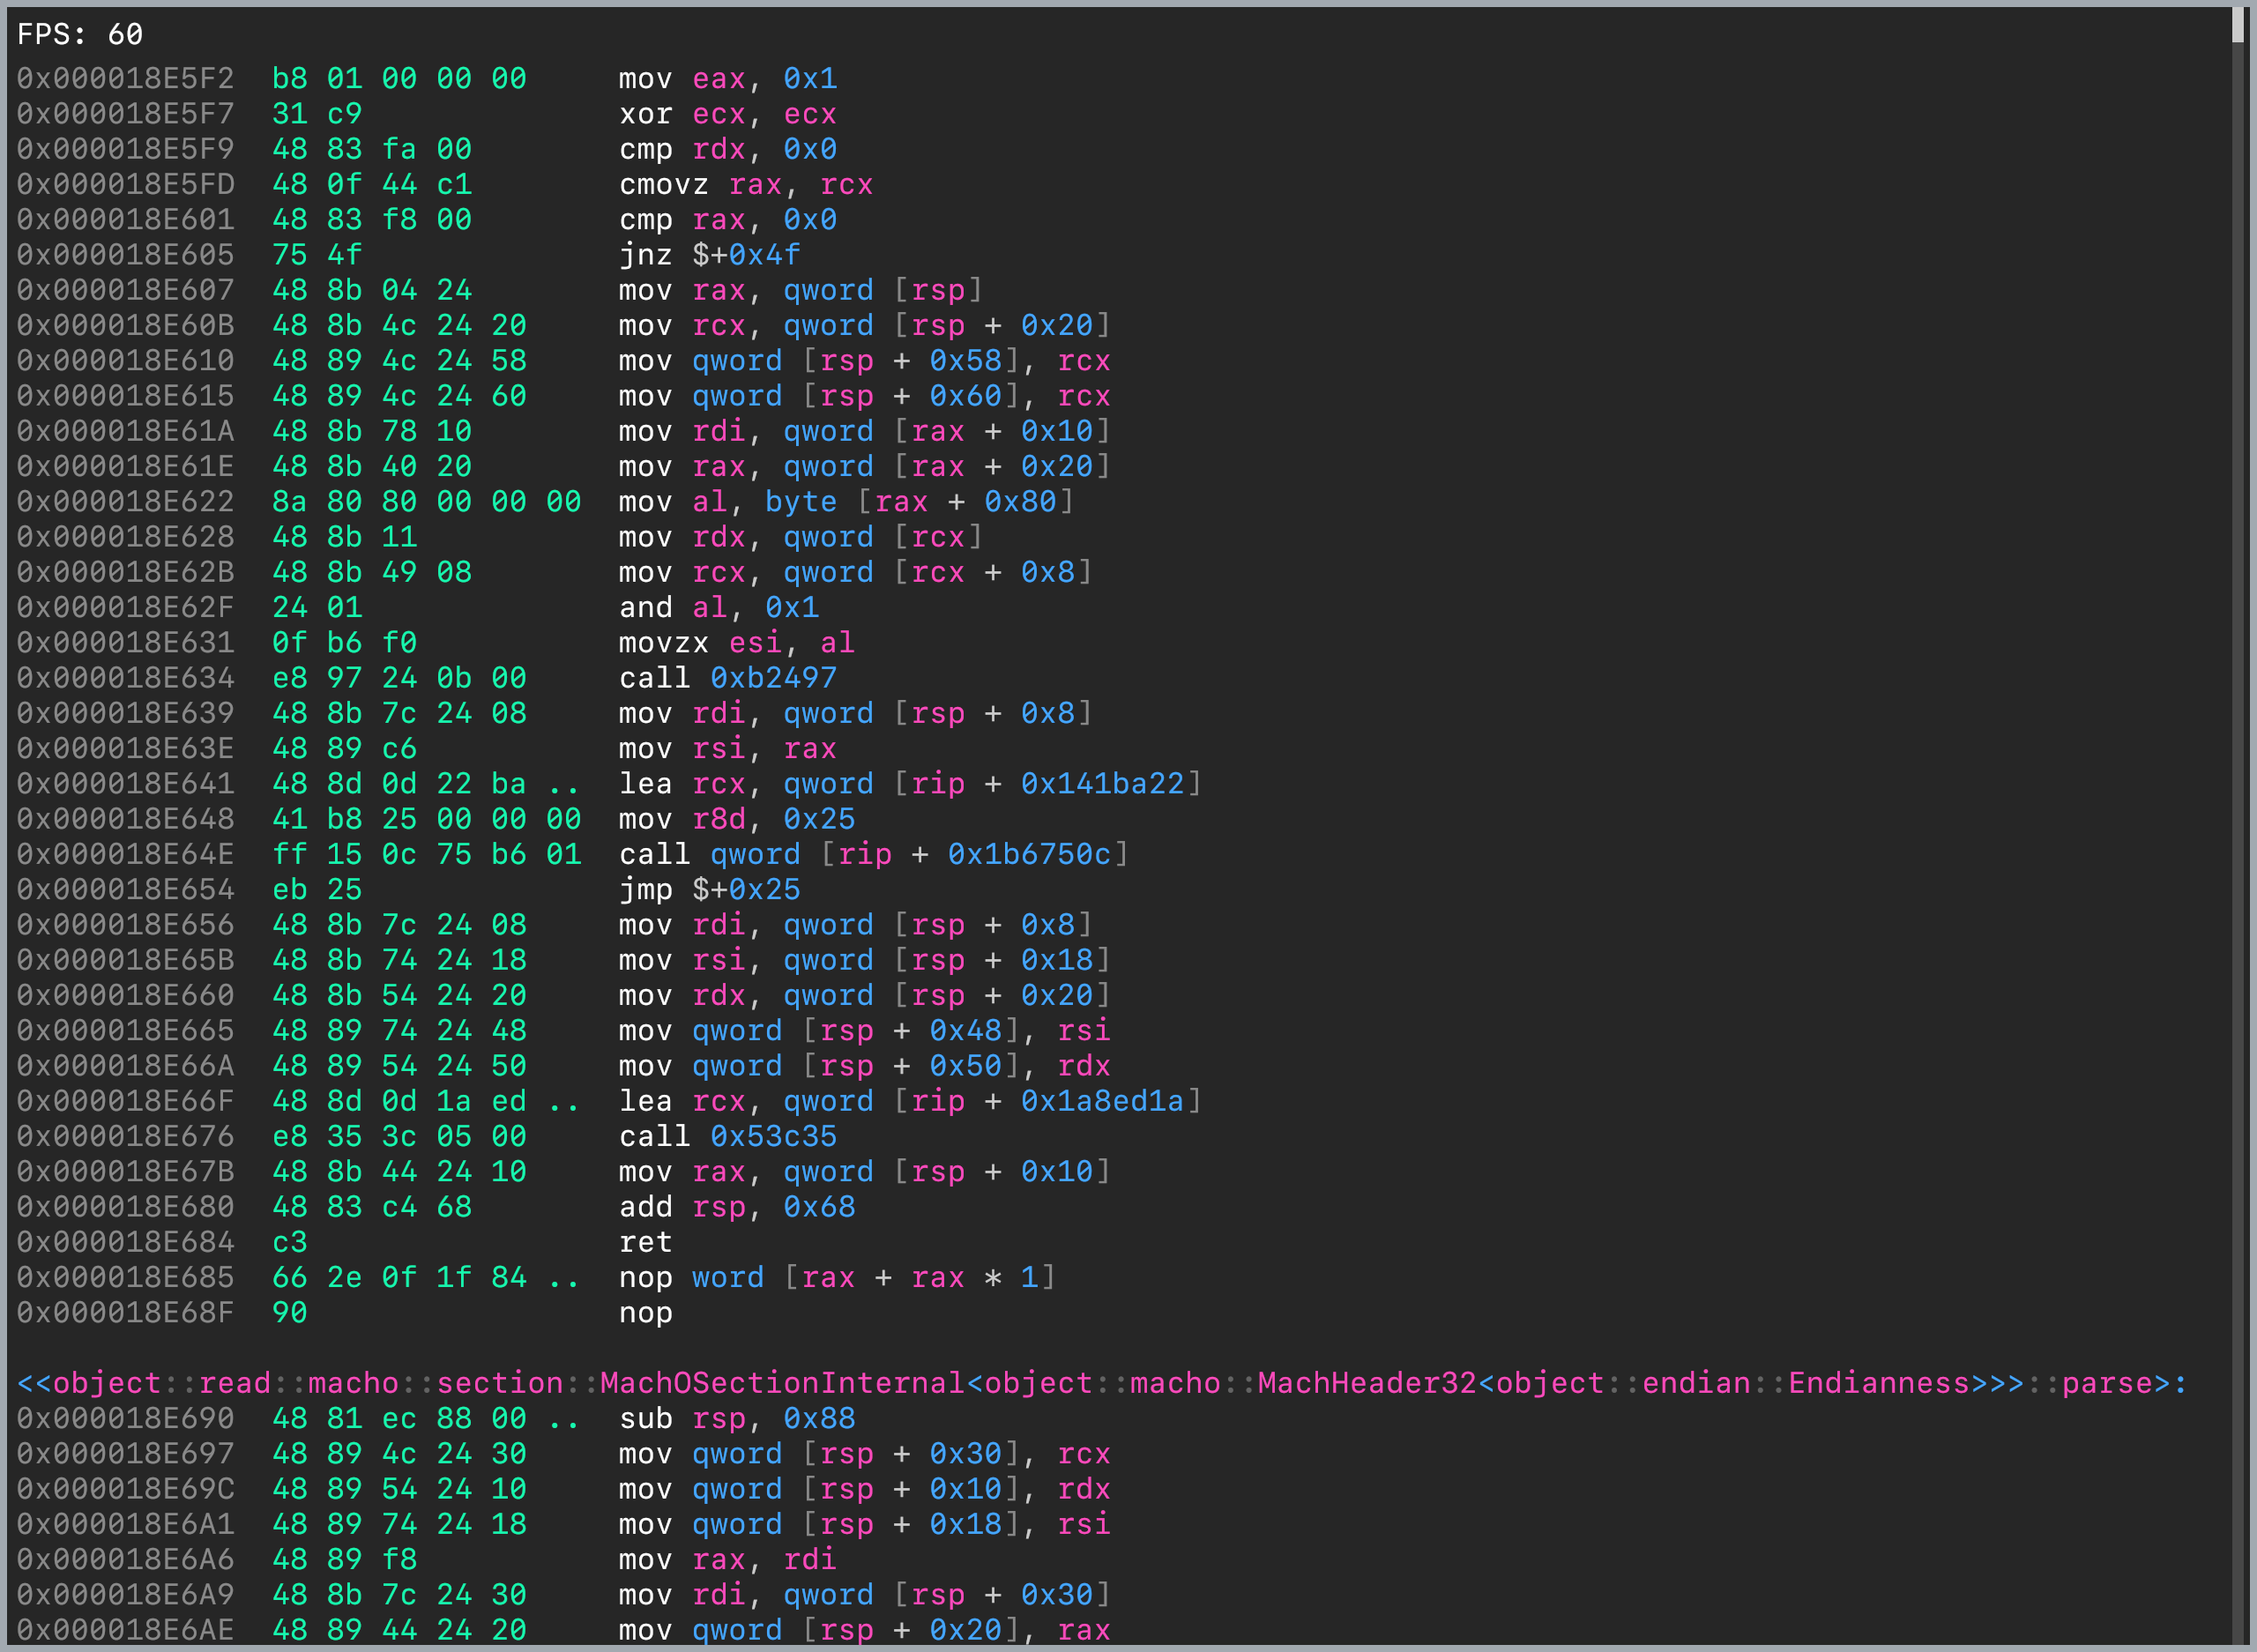 FPS: 60
0x000018E5F2  b8 01 00 00 00     mov eax, 0x1
0x000018E5F7  31 c9              xor ecx, ecx
0x000018E5F9  48 83 fa 00        cmp rdx, 0x0
0x000018E5FD  48 0f 44 c1        cmovz rax, rcx
0x000018E601  48 83 f8 00        cmp rax, 0x0
0x000018E605  75 4f              jnz $+0x4f
0x000018E607  48 8b 04 24        mov rax, qword [rsp]
0x000018E60B  48 8b 4c 24 20     mov rcx, qword [rsp + 0x20]
0x000018E610  48 89 4c 24 58     mov qword [rsp + 0x58], rcx
0x000018E615  48 89 4c 24 60     mov qword [rsp + 0x60], rcx
0x000018E61A  48 8b 78 10        mov rdi, qword [rax + 0x10]
0x000018E61E  48 8b 40 20        mov rax, qword [rax + 0x20]
0x000018E622  8a 80 80 00 00 00  mov al, byte [rax + 0x80]
0x000018E628  48 8b 11           mov rdx, qword [rcx]
0x000018E62B  48 8b 49 08        mov rcx, qword [rcx + 0x8]
0x000018E62F  24 01              and al, 0x1
0x000018E631  0f b6 f0           movzx esi, al
0x000018E634  e8 97 24 0b 00     call 0xb2497
0x000018E639  48 8b 7c 24 08     mov rdi, qword [rsp + 0x8]
0x000018E63E  48 89 c6           mov rsi, rax
0x000018E641  48 8d 0d 22 ba ..  lea rcx, qword [rip + 0x141ba22]
0x000018E648  41 b8 25 00 00 00  mov r8d, 0x25
0x000018E64E  ff 15 0c 75 b6 01  call qword [rip + 0x1b6750c]
0x000018E654  eb 25              jmp $+0x25
0x000018E656  48 8b 7c 24 08     mov rdi, qword [rsp + 0x8]
0x000018E65B  48 8b 74 24 18     mov rsi, qword [rsp + 0x18]
0x000018E660  48 8b 54 24 20     mov rdx, qword [rsp + 0x20]
0x000018E665  48 89 74 24 48     mov qword [rsp + 0x48], rsi
0x000018E66A  48 89 54 24 50     mov qword [rsp + 0x50], rdx
0x000018E66F  48 8d 0d 1a ed ..  lea rcx, qword [rip + 0x1a8ed1a]
0x000018E676  e8 35 3c 05 00     call 0x53c35
0x000018E67B  48 8b 44 24 10     mov rax, qword [rsp + 0x10]
0x000018E680  48 83 c4 68        add rsp, 0x68
0x000018E684  c3                 ret
0x000018E685  66 2e 0f 1f 84 ..  nop word [rax + rax * 1]
0x000018E68F  90                 nop
<<object::read::macho::section::MachOSectionInternal<object::macho::MachHeader32<object::endian::Endianness>>>::parse>:
0x000018E690  48 81 ec 88 00 ..  sub rsp, 0x88
0x000018E697  48 89 4c 24 30     mov qword [rsp + 0x30], rcx
0x000018E69C  48 89 54 24 10     mov qword [rsp + 0x10], rdx
0x000018E6A1  48 89 74 24 18     mov qword [rsp + 0x18], rsi
0x000018E6A6  48 89 f8           mov rax, rdi
0x000018E6A9  48 8b 7c 24 30     mov rdi, qword [rsp + 0x30]
0x000018E6AE  48 89 44 24 20     mov qword [rsp + 0x20], rax